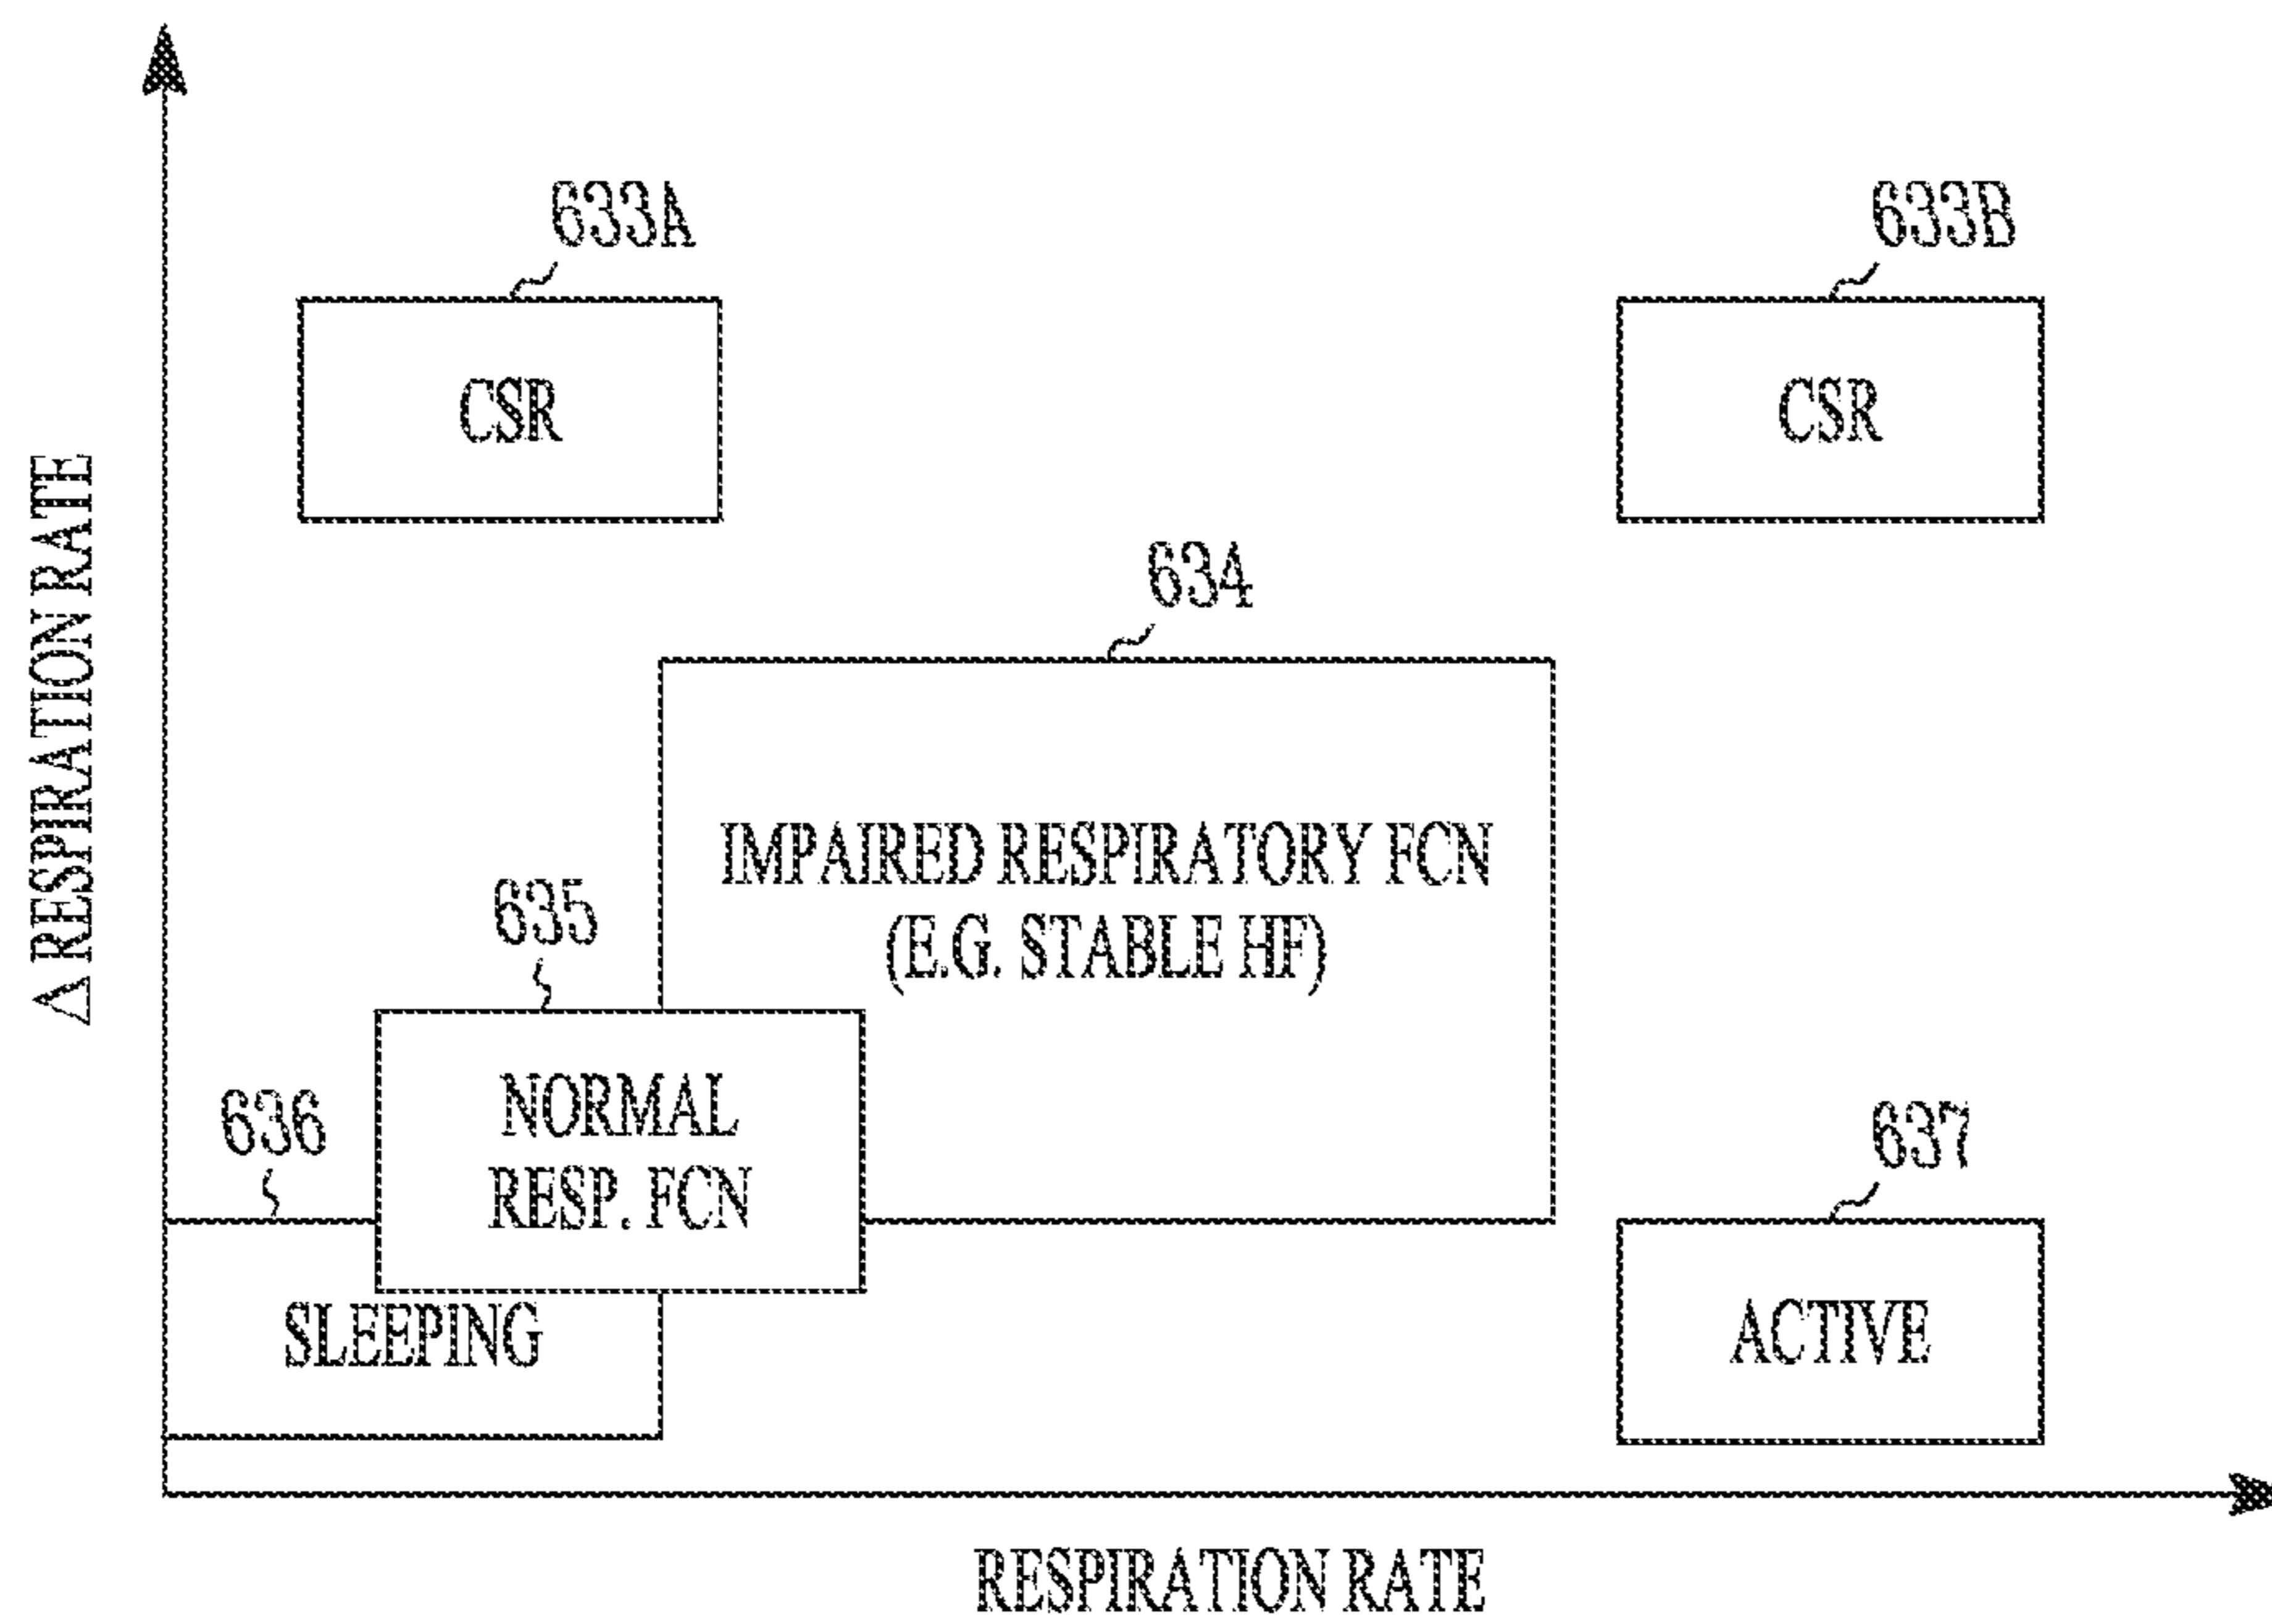 633A
633B
CSR
CSR
634
IMPAIRED RESPIRATORY FCN
(E.G. STABLE HF)
635
NORMAL
RESP. FCN
636
637
SLEEPING
ACTIVE
Δ RESPIRATION RATE
RESPIRATION RATE